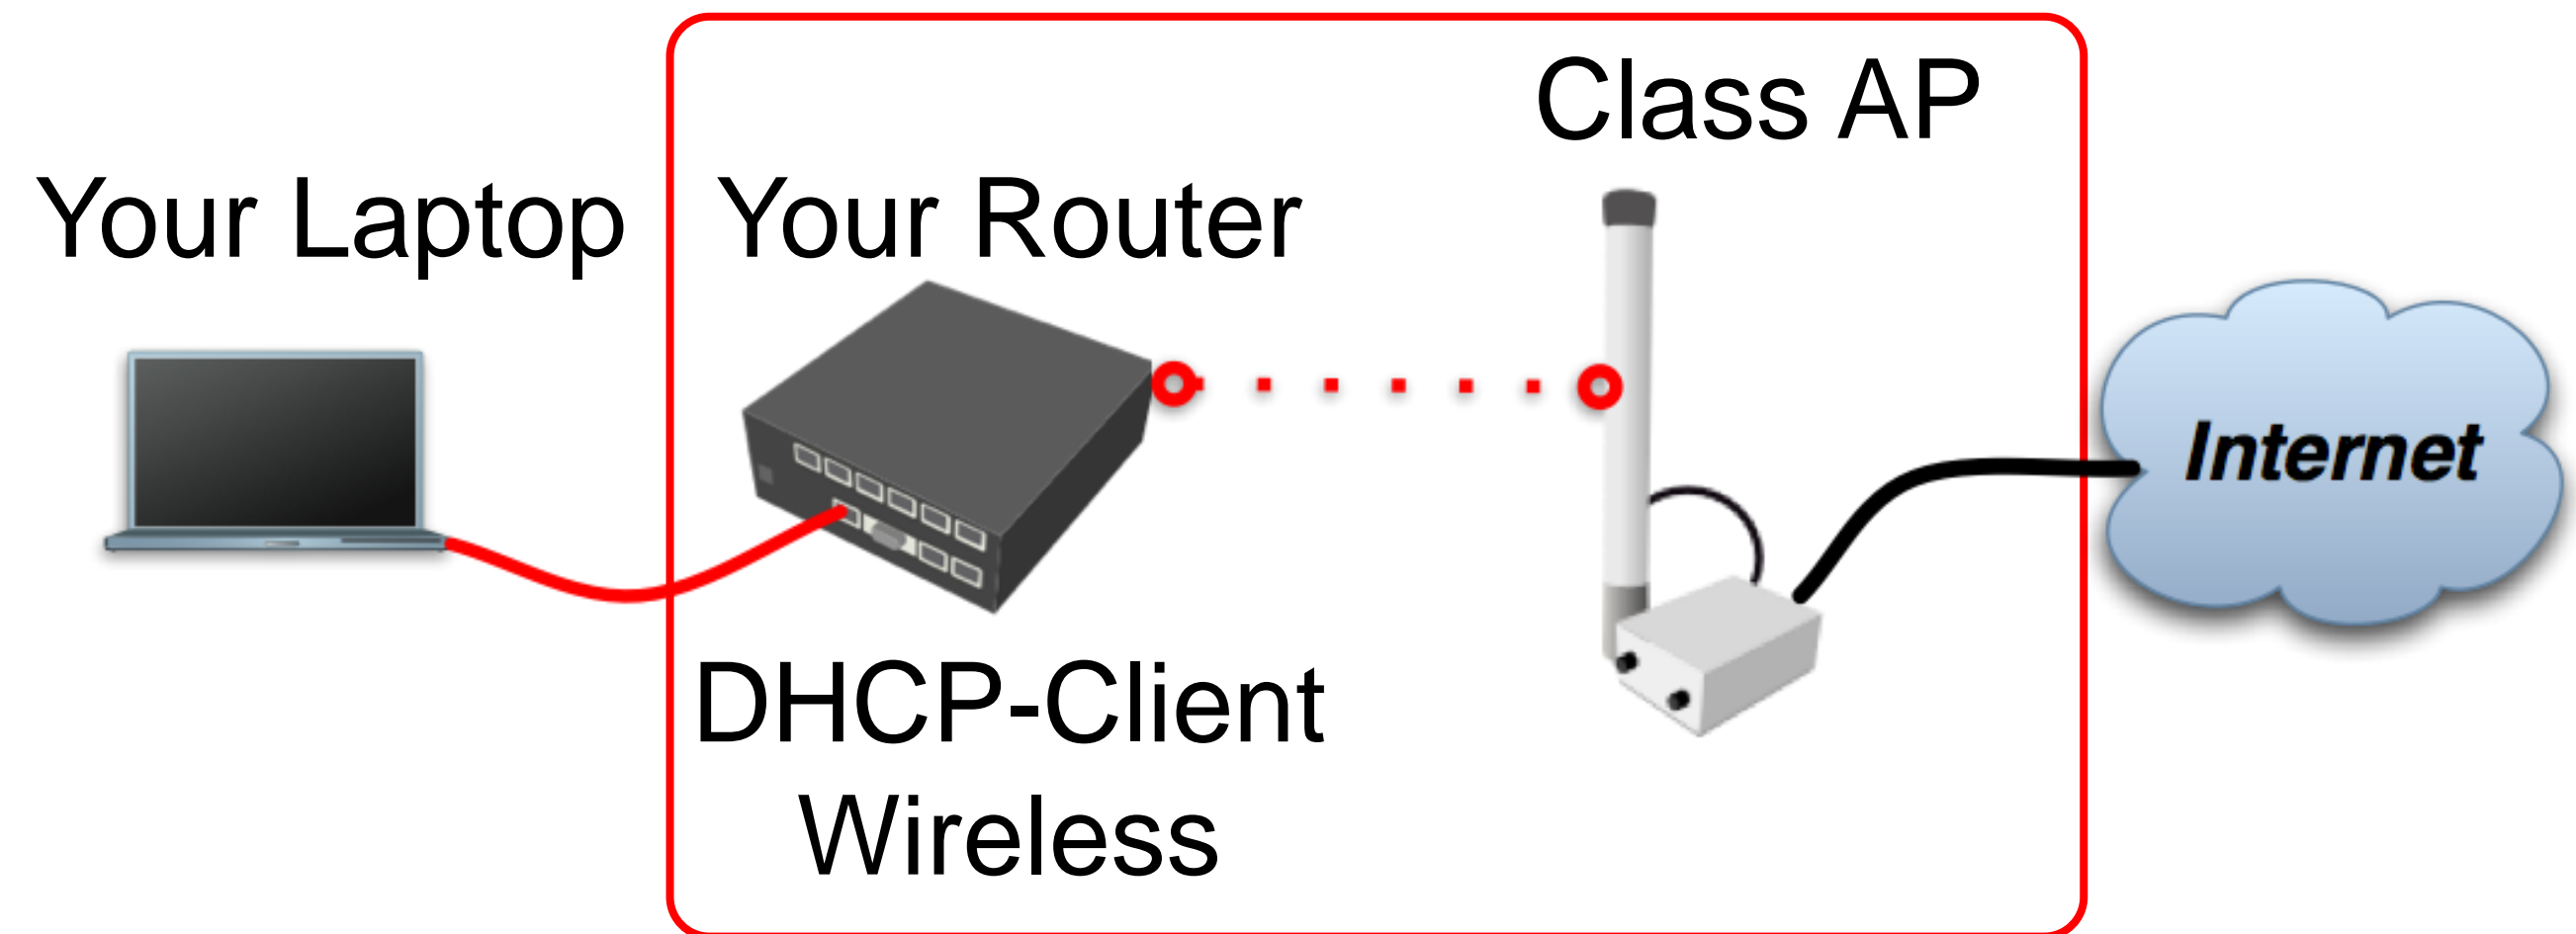 Class AP
Your Laptop
Your Router
Internet
DHCP-Client
Wireless